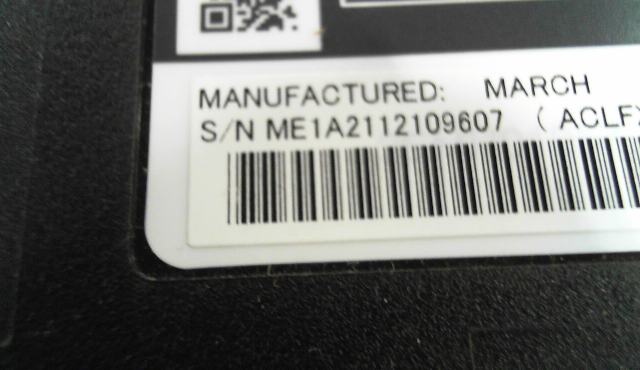 MANUFACTURED: MARCH
S/N ME1A2112109607 ( ACLF